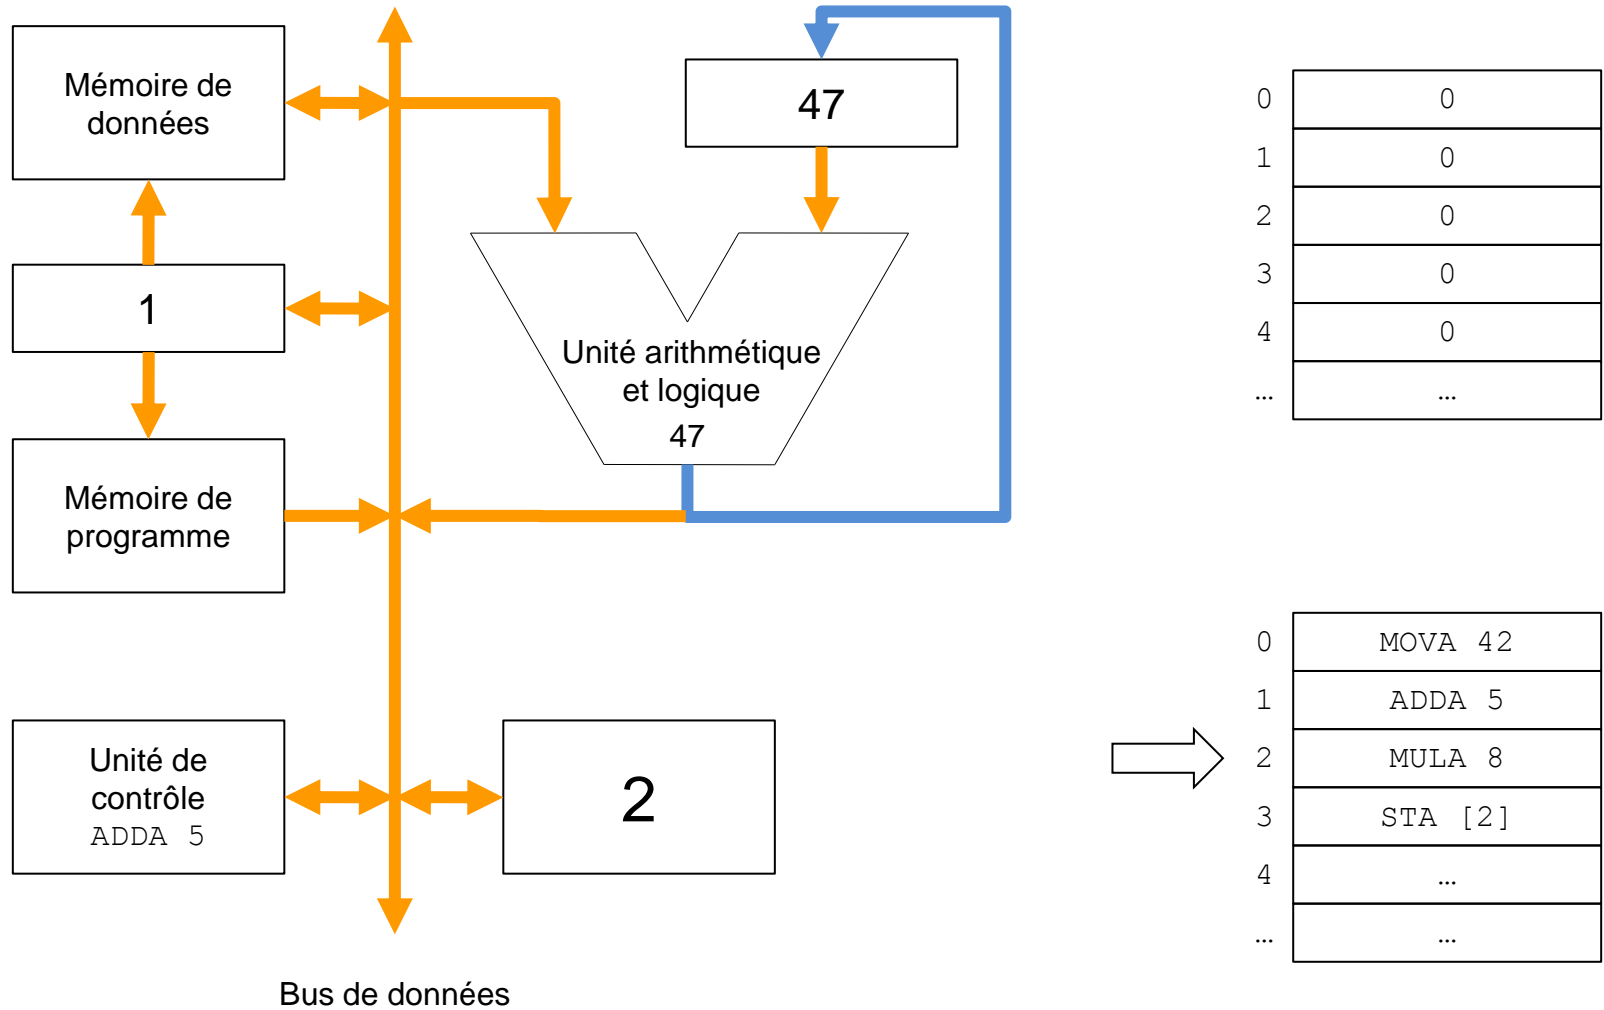 Mémoire de
données
47
1
Unité arithmétique
et logique
47
Mémoire de
programme
Unité de
contrôle
ADDA 5
2
Bus de données
0 0
1 0
2 0
3 0
4 0
… …
0 MOVA 42
1 ADDA 5
2 MULA 8
3 STA [2]
4 …
… …